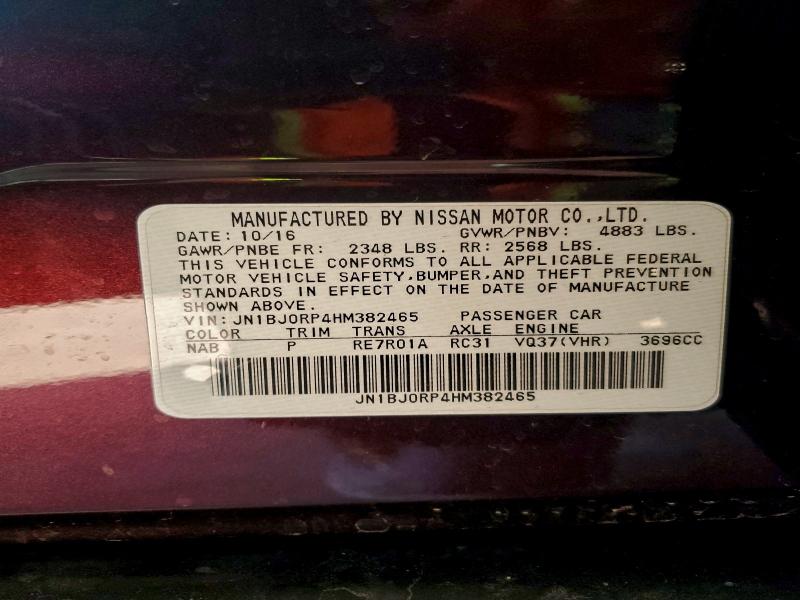 MANUFACTURED BY NISSAN MOTOR CO.,LTD.
DATE: 10/16 GVWR/PNBV: 4883 LBS.
GAWR/PNBE FR: 2348 LBS. RR: 2568 LBS.
THIS VEHICLE CONFORMS TO ALL APPLICABLE FEDERAL
MOTOR VEHICLE SAFETY,BUMPER,AND THEFT PREVENTION
STANDARDS IN EFFECT ON THE DATE OF MANUFACTURE
SHOWN ABOVE.
VIN: JN1BJ0RP4HM382465 PASSENGER CAR
COLOR TRIM TRANS AXLE ENGINE
NAB P RE7R01A RC31 VQ37(VHR) 3696CC
JN1BJ0RP4HM382465